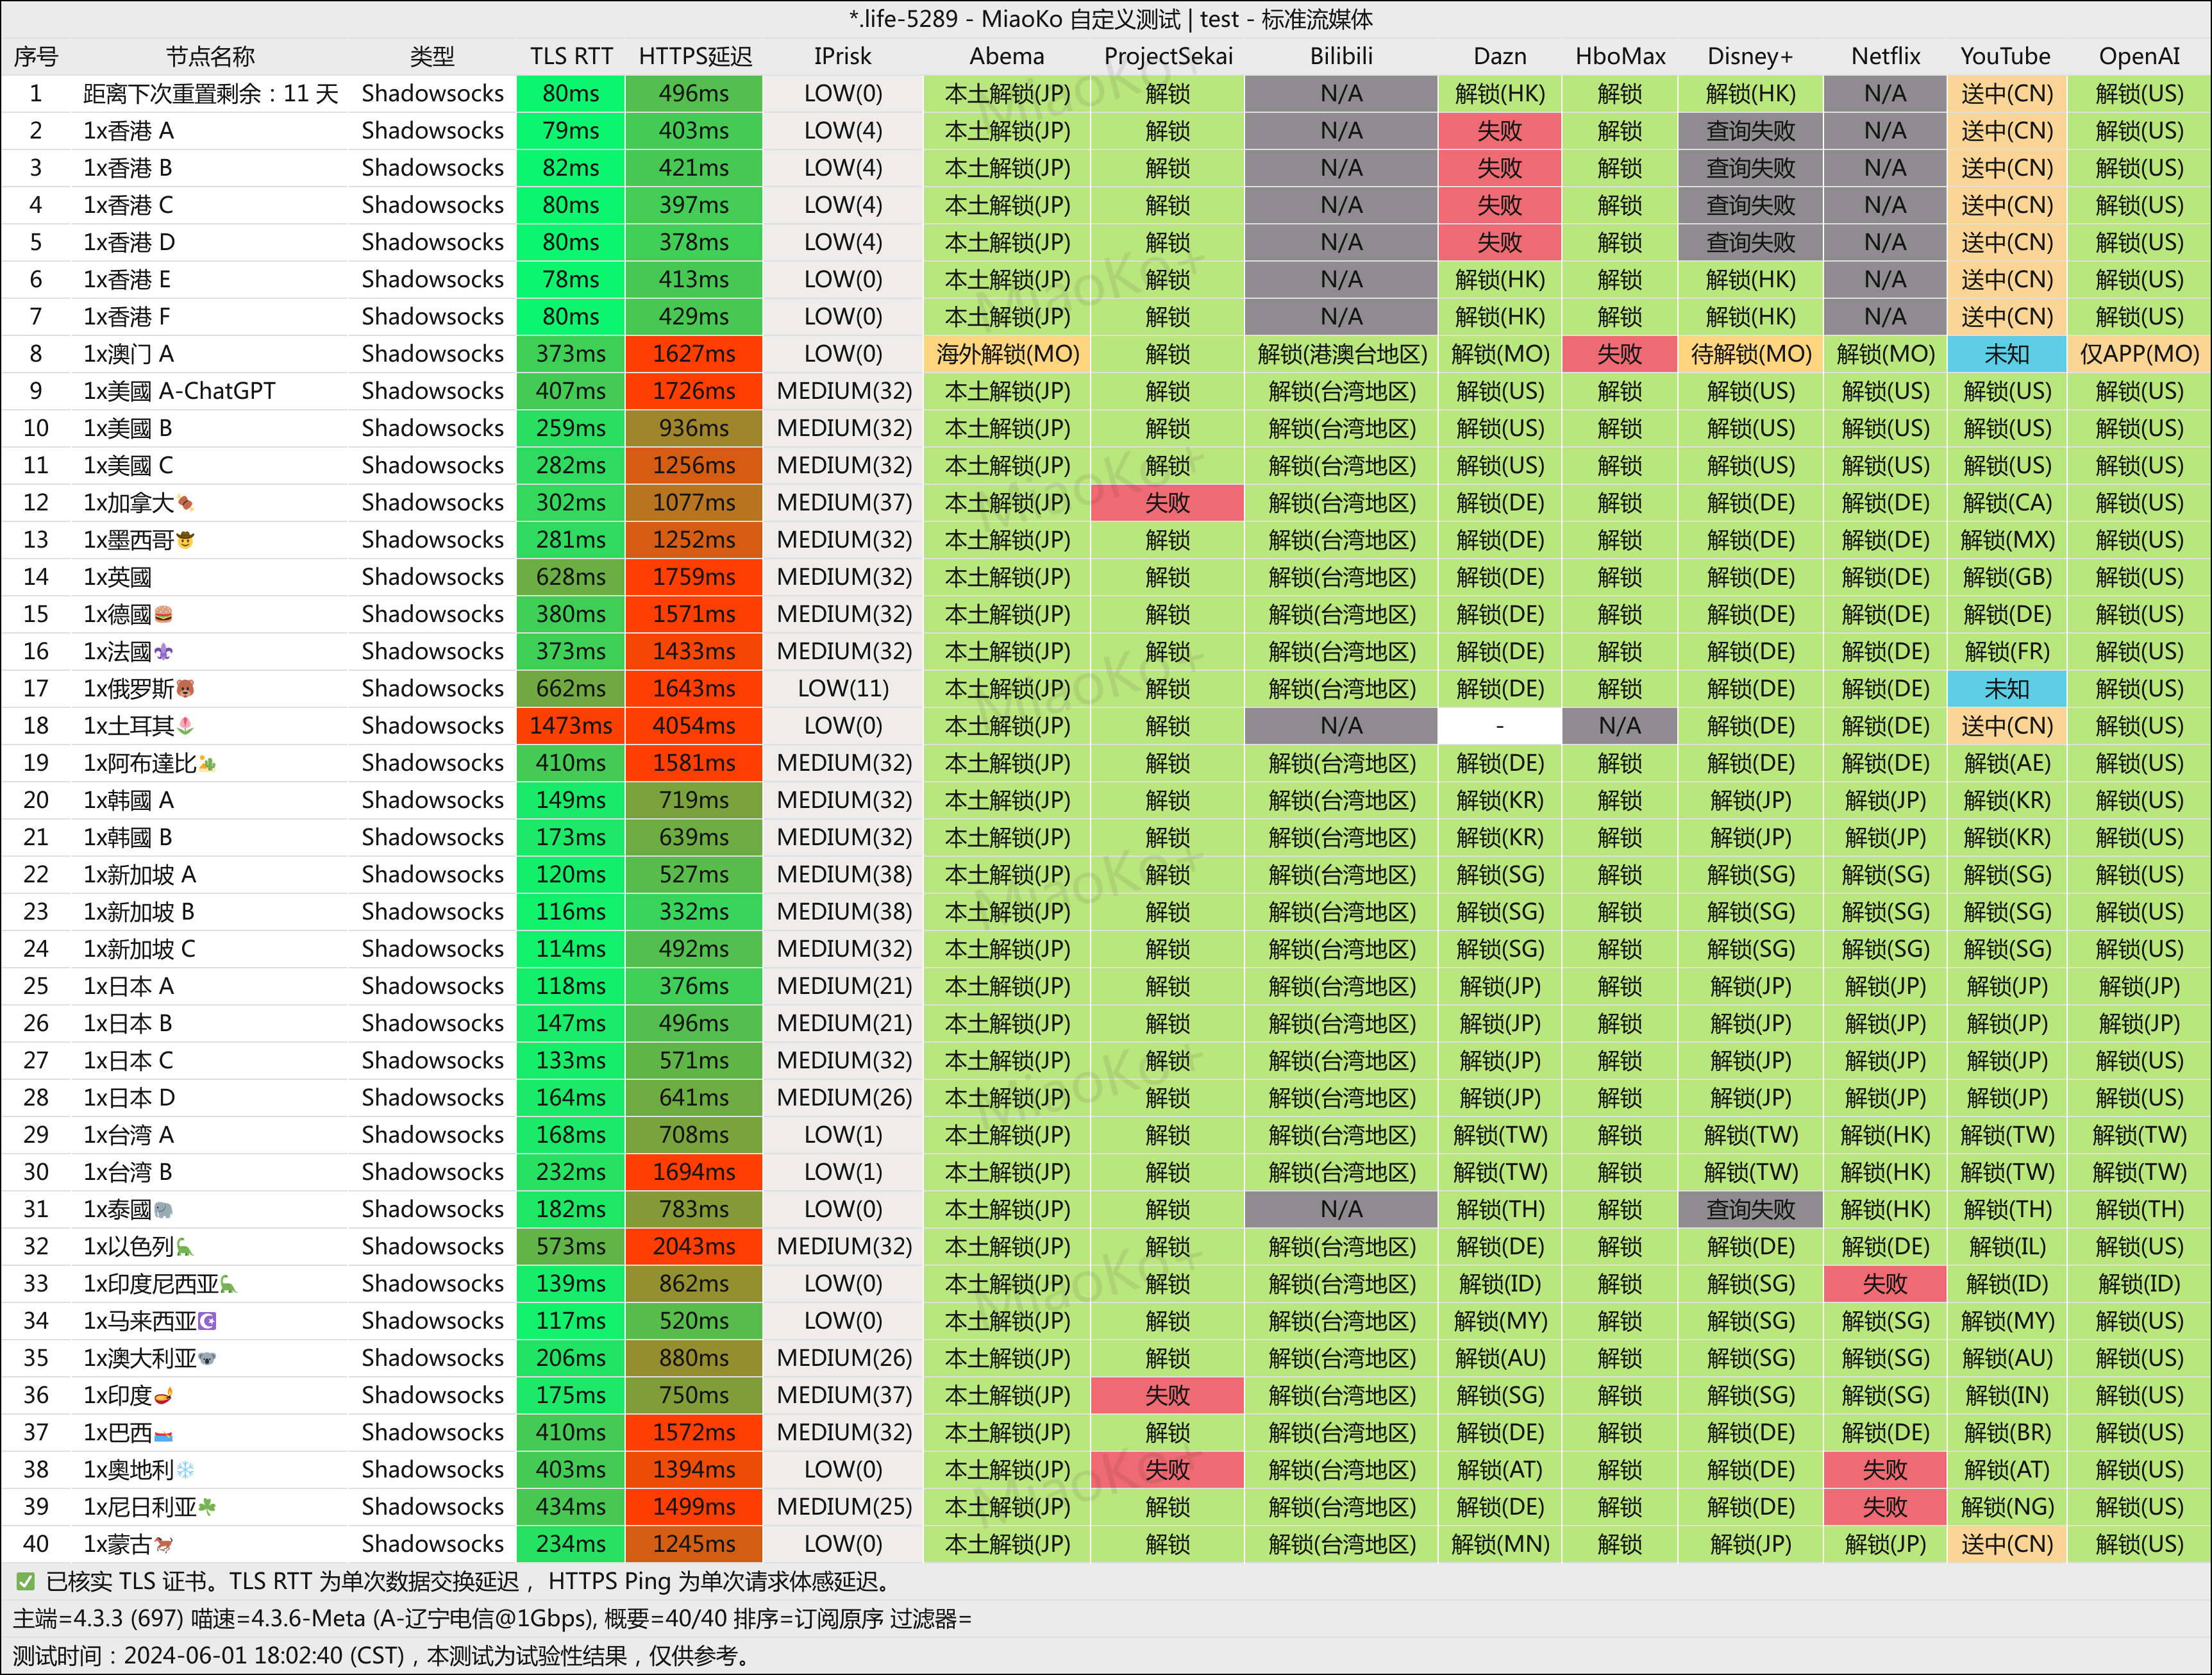 *.life-5289 - MiaoKo 自定义测试 | test - 标准流媒体
序号 节点名称 类型 TLS RTT HTTPS延迟 IPrisk Abema ProjectSekai Bilibili Dazn HboMax Disney+ Netflix YouTube OpenAI
1 距离下次重置剩余：11 天 Shadowsocks 80ms 496ms LOW(0) 本土解锁(JP) 解锁 N/A 解锁(HK) 解锁 解锁(HK) N/A 送中(CN) 解锁(US)
2 1x香港 A Shadowsocks 79ms 403ms LOW(4) 本土解锁(JP) 解锁 N/A 失败 解锁 查询失败 N/A 送中(CN) 解锁(US)
3 1x香港 B Shadowsocks 82ms 421ms LOW(4) 本土解锁(JP) 解锁 N/A 失败 解锁 查询失败 N/A 送中(CN) 解锁(US)
4 1x香港 C Shadowsocks 80ms 397ms LOW(4) 本土解锁(JP) 解锁 N/A 失败 解锁 查询失败 N/A 送中(CN) 解锁(US)
5 1x香港 D Shadowsocks 80ms 378ms LOW(4) 本土解锁(JP) 解锁 N/A 失败 解锁 查询失败 N/A 送中(CN) 解锁(US)
6 1x香港 E Shadowsocks 78ms 413ms LOW(0) 本土解锁(JP) 解锁 N/A 解锁(HK) 解锁 解锁(HK) N/A 送中(CN) 解锁(US)
7 1x香港 F Shadowsocks 80ms 429ms LOW(0) 本土解锁(JP) 解锁 N/A 解锁(HK) 解锁 解锁(HK) N/A 送中(CN) 解锁(US)
8 1x澳门 A Shadowsocks 373ms 1627ms LOW(0) 海外解锁(MO) 解锁 解锁(港澳台地区) 解锁(MO) 失败 待解锁(MO) 解锁(MO) 未知 仅APP(MO)
9 1x美國 A-ChatGPT Shadowsocks 407ms 1726ms MEDIUM(32) 本土解锁(JP) 解锁 解锁(台湾地区) 解锁(US) 解锁 解锁(US) 解锁(US) 解锁(US) 解锁(US)
10 1x美國 B Shadowsocks 259ms 936ms MEDIUM(32) 本土解锁(JP) 解锁 解锁(台湾地区) 解锁(US) 解锁 解锁(US) 解锁(US) 解锁(US) 解锁(US)
11 1x美國 C Shadowsocks 282ms 1256ms MEDIUM(32) 本土解锁(JP) 解锁 解锁(台湾地区) 解锁(US) 解锁 解锁(US) 解锁(US) 解锁(US) 解锁(US)
12 1x加拿大🍢 Shadowsocks 302ms 1077ms MEDIUM(37) 本土解锁(JP) 失败 解锁(台湾地区) 解锁(DE) 解锁 解锁(DE) 解锁(DE) 解锁(CA) 解锁(US)
13 1x墨西哥🤠 Shadowsocks 281ms 1252ms MEDIUM(32) 本土解锁(JP) 解锁 解锁(台湾地区) 解锁(DE) 解锁 解锁(DE) 解锁(DE) 解锁(MX) 解锁(US)
14 1x英國 Shadowsocks 628ms 1759ms MEDIUM(32) 本土解锁(JP) 解锁 解锁(台湾地区) 解锁(DE) 解锁 解锁(DE) 解锁(DE) 解锁(GB) 解锁(US)
15 1x德國🍔 Shadowsocks 380ms 1571ms MEDIUM(32) 本土解锁(JP) 解锁 解锁(台湾地区) 解锁(DE) 解锁 解锁(DE) 解锁(DE) 解锁(DE) 解锁(US)
16 1x法國⚜️ Shadowsocks 373ms 1433ms MEDIUM(32) 本土解锁(JP) 解锁 解锁(台湾地区) 解锁(DE) 解锁 解锁(DE) 解锁(DE) 解锁(FR) 解锁(US)
17 1x俄罗斯🐻 Shadowsocks 662ms 1643ms LOW(11) 本土解锁(JP) 解锁 解锁(台湾地区) 解锁(DE) 解锁 解锁(DE) 解锁(DE) 未知 解锁(US)
18 1x土耳其🌷 Shadowsocks 1473ms 4054ms LOW(0) 本土解锁(JP) 解锁 N/A - N/A 解锁(DE) 解锁(DE) 送中(CN) 解锁(US)
19 1x阿布達比🏜️ Shadowsocks 410ms 1581ms MEDIUM(32) 本土解锁(JP) 解锁 解锁(台湾地区) 解锁(DE) 解锁 解锁(DE) 解锁(DE) 解锁(AE) 解锁(US)
20 1x韩國 A Shadowsocks 149ms 719ms MEDIUM(32) 本土解锁(JP) 解锁 解锁(台湾地区) 解锁(KR) 解锁 解锁(JP) 解锁(JP) 解锁(KR) 解锁(US)
21 1x韩國 B Shadowsocks 173ms 639ms MEDIUM(32) 本土解锁(JP) 解锁 解锁(台湾地区) 解锁(KR) 解锁 解锁(JP) 解锁(JP) 解锁(KR) 解锁(US)
22 1x新加坡 A Shadowsocks 120ms 527ms MEDIUM(38) 本土解锁(JP) 解锁 解锁(台湾地区) 解锁(SG) 解锁 解锁(SG) 解锁(SG) 解锁(SG) 解锁(US)
23 1x新加坡 B Shadowsocks 116ms 332ms MEDIUM(38) 本土解锁(JP) 解锁 解锁(台湾地区) 解锁(SG) 解锁 解锁(SG) 解锁(SG) 解锁(SG) 解锁(US)
24 1x新加坡 C Shadowsocks 114ms 492ms MEDIUM(32) 本土解锁(JP) 解锁 解锁(台湾地区) 解锁(SG) 解锁 解锁(SG) 解锁(SG) 解锁(SG) 解锁(US)
25 1x日本 A Shadowsocks 118ms 376ms MEDIUM(21) 本土解锁(JP) 解锁 解锁(台湾地区) 解锁(JP) 解锁 解锁(JP) 解锁(JP) 解锁(JP) 解锁(JP)
26 1x日本 B Shadowsocks 147ms 496ms MEDIUM(21) 本土解锁(JP) 解锁 解锁(台湾地区) 解锁(JP) 解锁 解锁(JP) 解锁(JP) 解锁(JP) 解锁(JP)
27 1x日本 C Shadowsocks 133ms 571ms MEDIUM(32) 本土解锁(JP) 解锁 解锁(台湾地区) 解锁(JP) 解锁 解锁(JP) 解锁(JP) 解锁(JP) 解锁(US)
28 1x日本 D Shadowsocks 164ms 641ms MEDIUM(26) 本土解锁(JP) 解锁 解锁(台湾地区) 解锁(JP) 解锁 解锁(JP) 解锁(JP) 解锁(JP) 解锁(US)
29 1x台湾 A Shadowsocks 168ms 708ms LOW(1) 本土解锁(JP) 解锁 解锁(台湾地区) 解锁(TW) 解锁 解锁(TW) 解锁(HK) 解锁(TW) 解锁(TW)
30 1x台湾 B Shadowsocks 232ms 1694ms LOW(1) 本土解锁(JP) 解锁 解锁(台湾地区) 解锁(TW) 解锁 解锁(TW) 解锁(HK) 解锁(TW) 解锁(TW)
31 1x泰國🐘 Shadowsocks 182ms 783ms LOW(0) 本土解锁(JP) 解锁 N/A 解锁(TH) 解锁 查询失败 解锁(HK) 解锁(TH) 解锁(TH)
32 1x以色列🦕 Shadowsocks 573ms 2043ms MEDIUM(32) 本土解锁(JP) 解锁 解锁(台湾地区) 解锁(DE) 解锁 解锁(DE) 解锁(DE) 解锁(IL) 解锁(US)
33 1x印度尼西亚🦕 Shadowsocks 139ms 862ms LOW(0) 本土解锁(JP) 解锁 解锁(台湾地区) 解锁(ID) 解锁 解锁(SG) 失败 解锁(ID) 解锁(ID)
34 1x马来西亚☪️ Shadowsocks 117ms 520ms LOW(0) 本土解锁(JP) 解锁 解锁(台湾地区) 解锁(MY) 解锁 解锁(SG) 解锁(SG) 解锁(MY) 解锁(US)
35 1x澳大利亚🐨 Shadowsocks 206ms 880ms MEDIUM(26) 本土解锁(JP) 解锁 解锁(台湾地区) 解锁(AU) 解锁 解锁(SG) 解锁(SG) 解锁(AU) 解锁(US)
36 1x印度🪔 Shadowsocks 175ms 750ms MEDIUM(37) 本土解锁(JP) 失败 解锁(台湾地区) 解锁(SG) 解锁 解锁(SG) 解锁(SG) 解锁(IN) 解锁(US)
37 1x巴西 Shadowsocks 410ms 1572ms MEDIUM(32) 本土解锁(JP) 解锁 解锁(台湾地区) 解锁(DE) 解锁 解锁(DE) 解锁(DE) 解锁(BR) 解锁(US)
38 1x奥地利❄️ Shadowsocks 403ms 1394ms LOW(0) 本土解锁(JP) 失败 解锁(台湾地区) 解锁(AT) 解锁 解锁(DE) 失败 解锁(AT) 解锁(US)
39 1x尼日利亚☘️ Shadowsocks 434ms 1499ms MEDIUM(25) 本土解锁(JP) 解锁 解锁(台湾地区) 解锁(DE) 解锁 解锁(DE) 失败 解锁(NG) 解锁(US)
40 1x蒙古🐎 Shadowsocks 234ms 1245ms LOW(0) 本土解锁(JP) 解锁 解锁(台湾地区) 解锁(MN) 解锁 解锁(JP) 解锁(JP) 送中(CN) 解锁(US)
✅ 已核实 TLS 证书。TLS RTT 为单次数据交换延迟， HTTPS Ping 为单次请求体感延迟。
主端=4.3.3 (697) 喵速=4.3.6-Meta (A-辽宁电信@1Gbps), 概要=40/40 排序=订阅原序 过滤器=
测试时间：2024-06-01 18:02:40 (CST)，本测试为试验性结果，仅供参考。
MiaoKo+
MiaoKo+
MiaoKo+
MiaoKo+
MiaoKo+
MiaoKo+
MiaoKo+
MiaoKo+